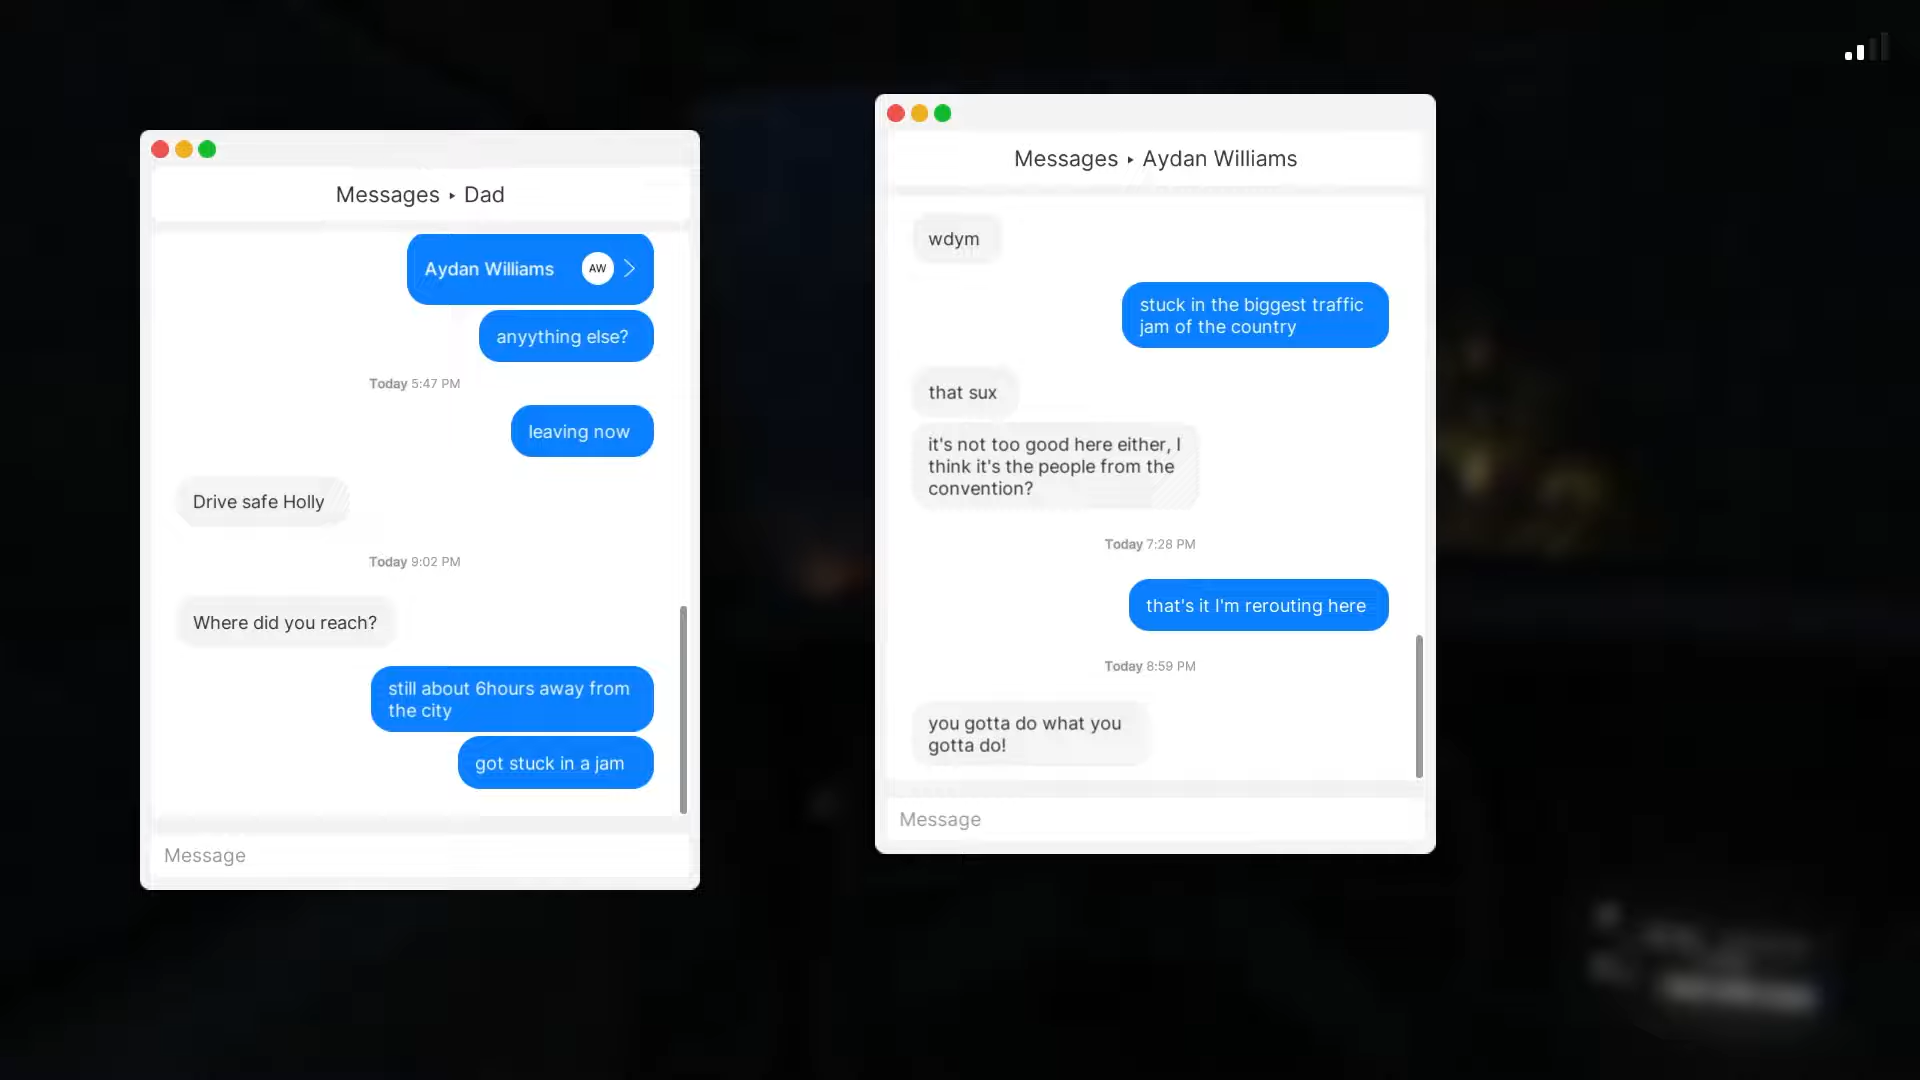 Messages ▸ Dad
Aydan Williams AW
anyything else?
Today 5:47 PM
leaving now
Drive safe Holly
Today 9:02 PM
Where did you reach?
still about 6hours away from
the city
got stuck in a jam
Message
Messages ▸ Aydan Williams
wdym
stuck in the biggest traffic
jam of the country
that sux
it's not too good here either, I
think it's the people from the
convention?
Today 7:28 PM
that's it I'm rerouting here
Today 8:59 PM
you gotta do what you
gotta do!
Message